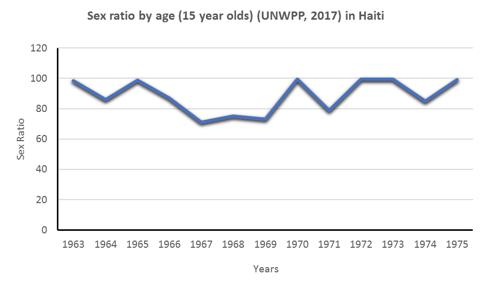 Sex ratio by age (15 year olds) (UNWPP, 2017) in Haiti
120
100
80
60
40
20
0
Sex Ratio
1963 1964 1965 1966 1967 1968 1969 1970 1971 1972 1973 1974 1975
Years